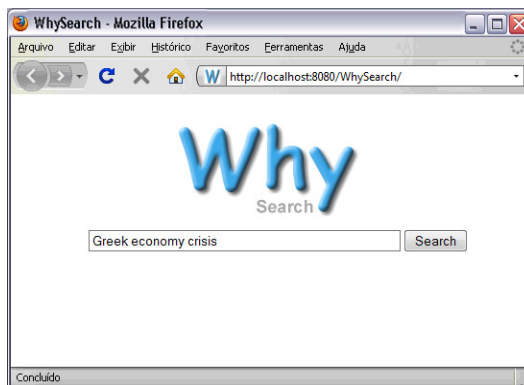 WhySearch - Mozilla Firefox
Arquivo Editar Exibir Histórico Favoritos Ferramentas Ajuda
W http://localhost:8080/WhySearch/
Why
Search
Greek economy crisis Search
Concluído